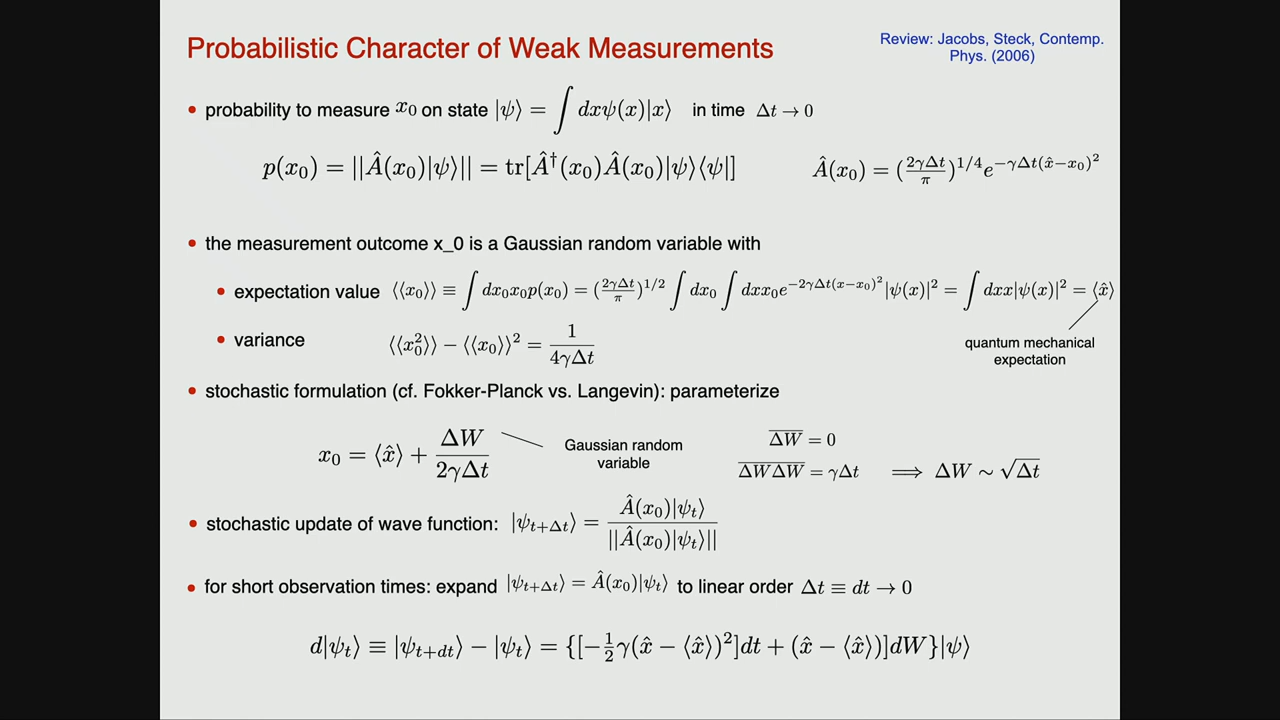 Probabilistic Character of Weak Measurements
Review: Jacobs, Steck, Contemp.
Phys. (2006)
• probability to measure x₀ on state |ψ⟩ = ∫ dxψ(x)|x⟩ in time Δt → 0
p(x₀) = ||Â(x₀)|ψ⟩|| = tr[Â†(x₀)Â(x₀)|ψ⟩⟨ψ|] Â(x₀) = (2γΔt/π)^{1/4}e^{−γΔt(x̂−x₀)²}
• the measurement outcome x_0 is a Gaussian random variable with
• expectation value ⟨⟨x₀⟩⟩ ≡ ∫ dx₀x₀p(x₀) = (2γΔt/π)^{1/2} ∫ dx₀ ∫ dxx₀e^{−2γΔt(x−x₀)²}|ψ(x)|² = ∫ dxx|ψ(x)|² = ⟨x̂⟩
• variance ⟨⟨x₀²⟩⟩ − ⟨⟨x₀⟩⟩² = 1/4γΔt
quantum mechanical
expectation
• stochastic formulation (cf. Fokker-Planck vs. Langevin): parameterize
x₀ = ⟨x̂⟩ + ΔW/2γΔt
Gaussian random
variable
\overline{ΔW} = 0
\overline{ΔWΔW} = γΔt ⟹ ΔW ∼ √Δt
• stochastic update of wave function: |ψ_{t+Δt}⟩ = Â(x₀)|ψ_t⟩/||Â(x₀)|ψ_t⟩||
• for short observation times: expand |ψ_{t+Δt}⟩ = Â(x₀)|ψ_t⟩ to linear order Δt ≡ dt → 0
d|ψ_t⟩ ≡ |ψ_{t+dt}⟩ − |ψ_t⟩ = {[−½γ(x̂ − ⟨x̂⟩)²]dt + (x̂ − ⟨x̂⟩)]dW}|ψ⟩